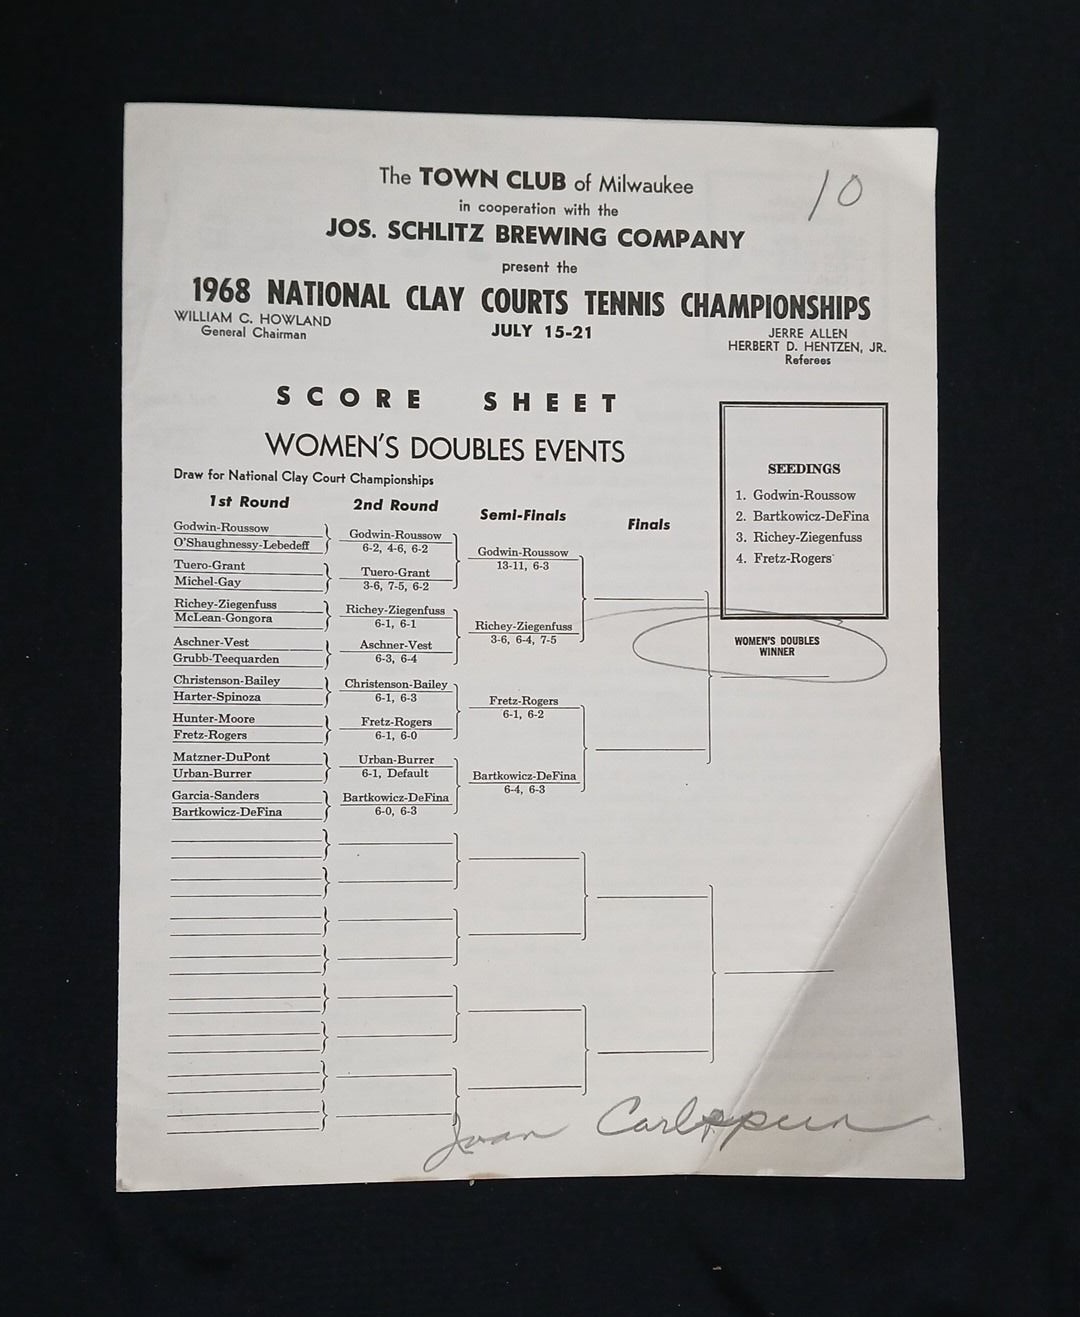 The TOWN CLUB of Milwaukee
10
in cooperation with the
JOS. SCHLITZ BREWING COMPANY
present the
1968 NATIONAL CLAY COURTS TENNIS CHAMPIONSHIPS
WILLIAM C. HOWLAND
General Chairman
JULY 15-21
JERRE ALLEN
HERBERT D. HENTZEN, JR.
Referees
SCORE SHEET
WOMEN'S DOUBLES EVENTS
Draw for National Clay Court Championships
1st Round
Godwin-Roussow
O'Shaughnessy-Lebedeff
Tuero-Grant
Michel-Gay
Richey-Ziegenfuss
McLean-Gongora
Aschner-Vest
Grubb-Teequarden
Christenson-Bailey
Harter-Spinoza
Hunter-Moore
Fretz-Rogers
Matzner-DuPont
Urban-Burrer
Garcia-Sanders
Bartkowicz-DeFina
2nd Round
Godwin-Roussow
6-2, 4-6, 6-2
Tuero-Grant
3-6, 7-5, 6-2
Richey-Ziegenfuss
6-1, 6-1
Aschner-Vest
6-3, 6-4
Christenson-Bailey
6-1, 6-3
Fretz-Rogers
6-1, 6-0
Urban-Burrer
6-1, Default
Bartkowicz-DeFina
6-0, 6-3
Semi-Finals
Godwin-Roussow
13-11, 6-3
Richey-Ziegenfuss
3-6, 6-4, 7-5
Fretz-Rogers
6-1, 6-2
Bartkowicz-DeFina
6-4, 6-3
Finals
SEEDINGS
1. Godwin-Roussow
2. Bartkowicz-DeFina
3. Richey-Ziegenfuss
4. Fretz-Rogers
WOMEN'S DOUBLES
WINNER